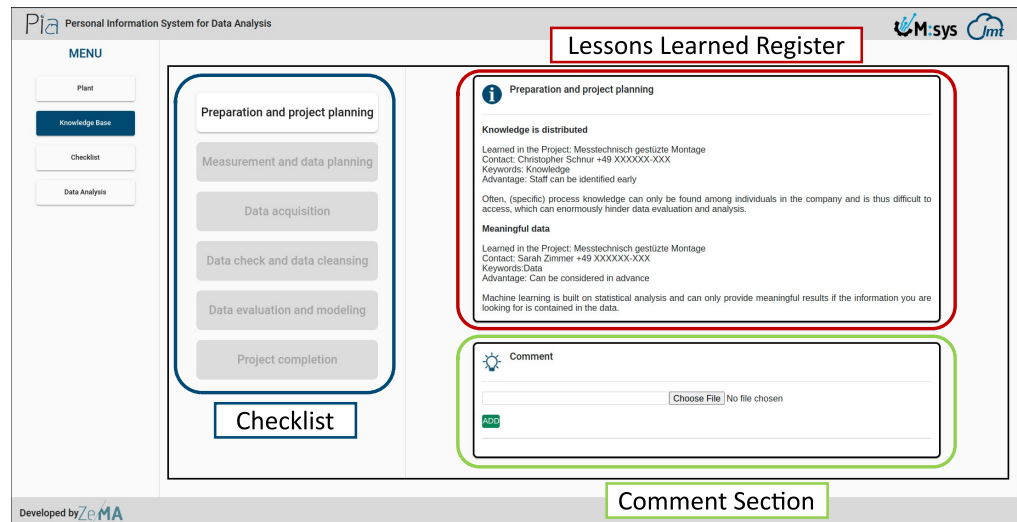 Pia Personal Information System for Data Analysis
M:sys
Jmt
Lessons Learned Register
MENU
Plant
Knowledge Base
Checklist
Data Analysis
Preparation and project planning
Measurement and data planning
Data acquisition
Data check and data cleansing
Data evaluation and modeling
Project completion
Checklist
Preparation and project planning
Knowledge is distributed
Learned in the Project: Messtechnisch gestüzte Montage
Contact: Christopher Schnur +49 XXXXXX-XXX
Keywords: Knowledge
Advantage: Staff can be identified early
Often, (specific) process knowledge can only be found among individuals in the company and is thus difficult to
access, which can enormously hinder data evaluation and analysis.
Meaningful data
Learned in the Project: Messtechnisch gestüzte Montage
Contact: Sarah Zimmer +49 XXXXXX-XXX
Keywords:Data
Advantage: Can be considered in advance
Machine learning is built on statistical analysis and can only provide meaningful results if the information you are
looking for is contained in the data.
Comment
Choose File No file chosen
ADD
Comment Section
Developed by ZeMA